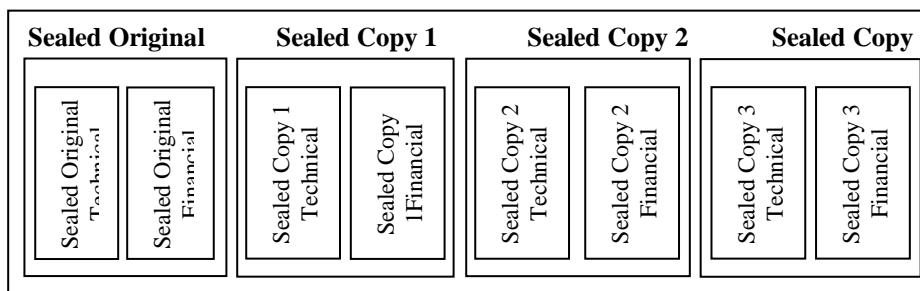 Sealed Original
Sealed Copy 1
Sealed Copy 2
Sealed Copy
Sealed Original
Technical
Sealed Original
Financial
Sealed Copy 1
Technical
Sealed Copy
1Financial
Sealed Copy 2
Technical
Sealed Copy 2
Financial
Sealed Copy 3
Technical
Sealed Copy 3
Financial